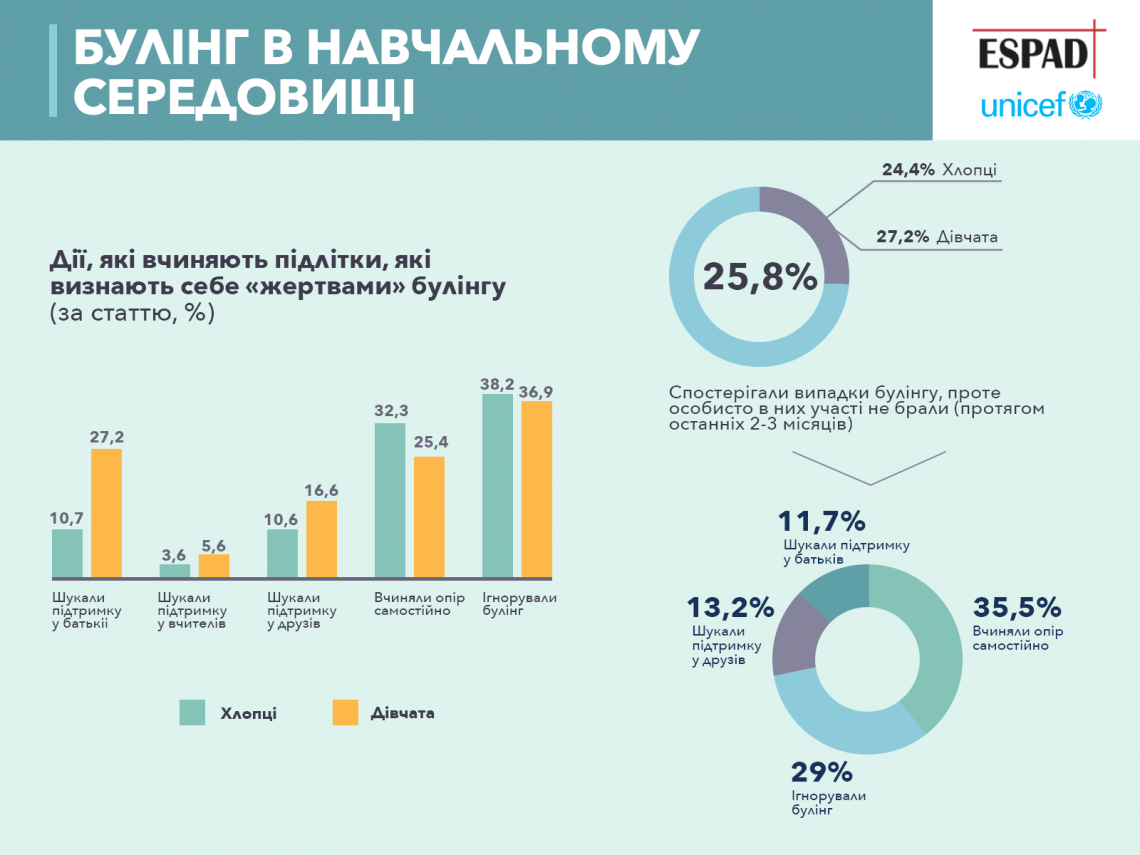 БУЛІНГ В НАВЧАЛЬНОМУ
СЕРЕДОВИЩІ
ESPAD
unicef
Дії, які вчиняють підлітки, які
визнають себе «жертвами» булінгу
(за статтю, %)
10,7
27,2
3,6
5,6
10,6
16,6
32,3
25,4
38,2
36,9
Шукали
підтримку
у батькіі
Шукали
підтримку
у вчителів
Шукали
підтримку
у друзів
Вчиняли опір
самостійно
Ігнорували
булінг
Хлопці
Дівчата
24,4% Хлопці
27,2% Дівчата
25,8%
Спостерігали випадки булінгу, проте
особисто в них участі не брали (протягом
останніх 2-3 місяців)
11,7%
Шукали підтримку
у батьків
13,2%
Шукали
підтримку
у друзів
35,5%
Вчиняли опір
самостійно
29%
Ігнорували
булінг